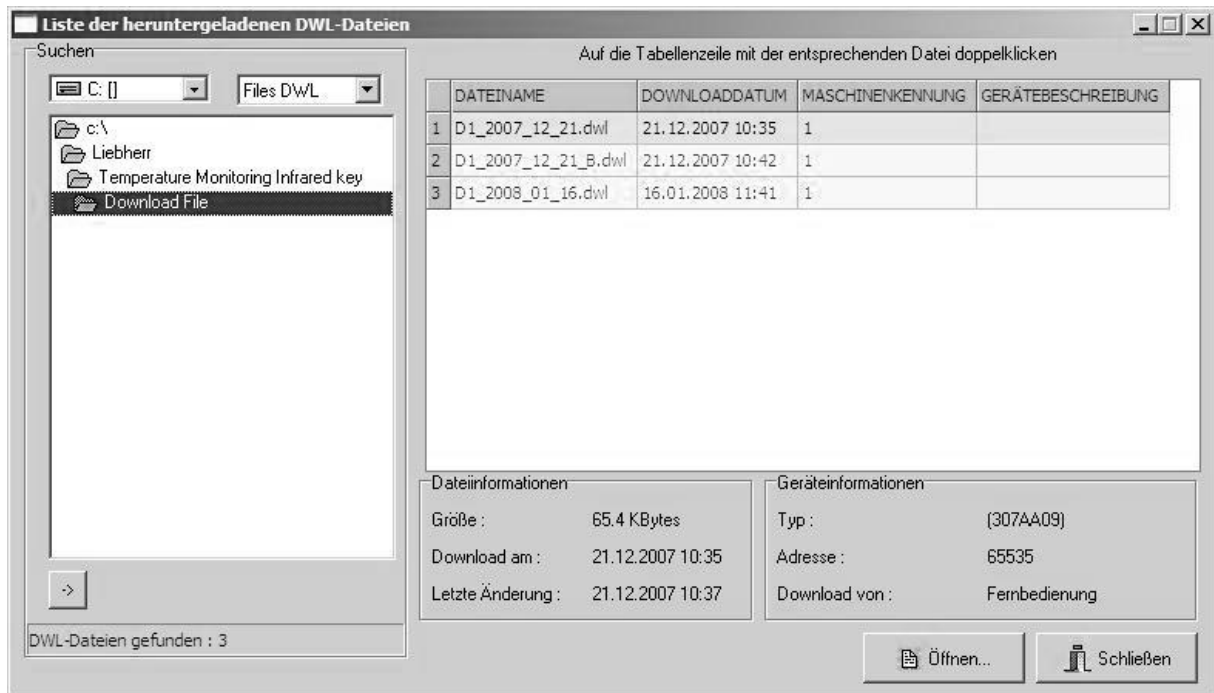 Liste der heruntergeladenen DWL-Dateien
Suchen
C: []
Files DWL
c:\
Liebherr
Temperature Monitoring Infrared key
Download File
->
DWL-Dateien gefunden : 3
Auf die Tabellenzeile mit der entsprechenden Datei doppelklicken
DATEINAME DOWNLOADDATUM MASCHINENKENNUNG GERÄTEBESCHREIBUNG
1 D1_2007_12_21.dwl 21.12.2007 10:35 1
2 D1_2007_12_21_B.dwl 21.12.2007 10:42 1
3 D1_2008_01_16.dwl 16.01.2008 11:41 1
Dateiinformationen
Größe : 65.4 KBytes
Download am : 21.12.2007 10:35
Letzte Änderung : 21.12.2007 10:37
Geräteinformationen
Typ : (307AA09)
Adresse : 65535
Download von : Fernbedienung
Öffnen...
Schließen